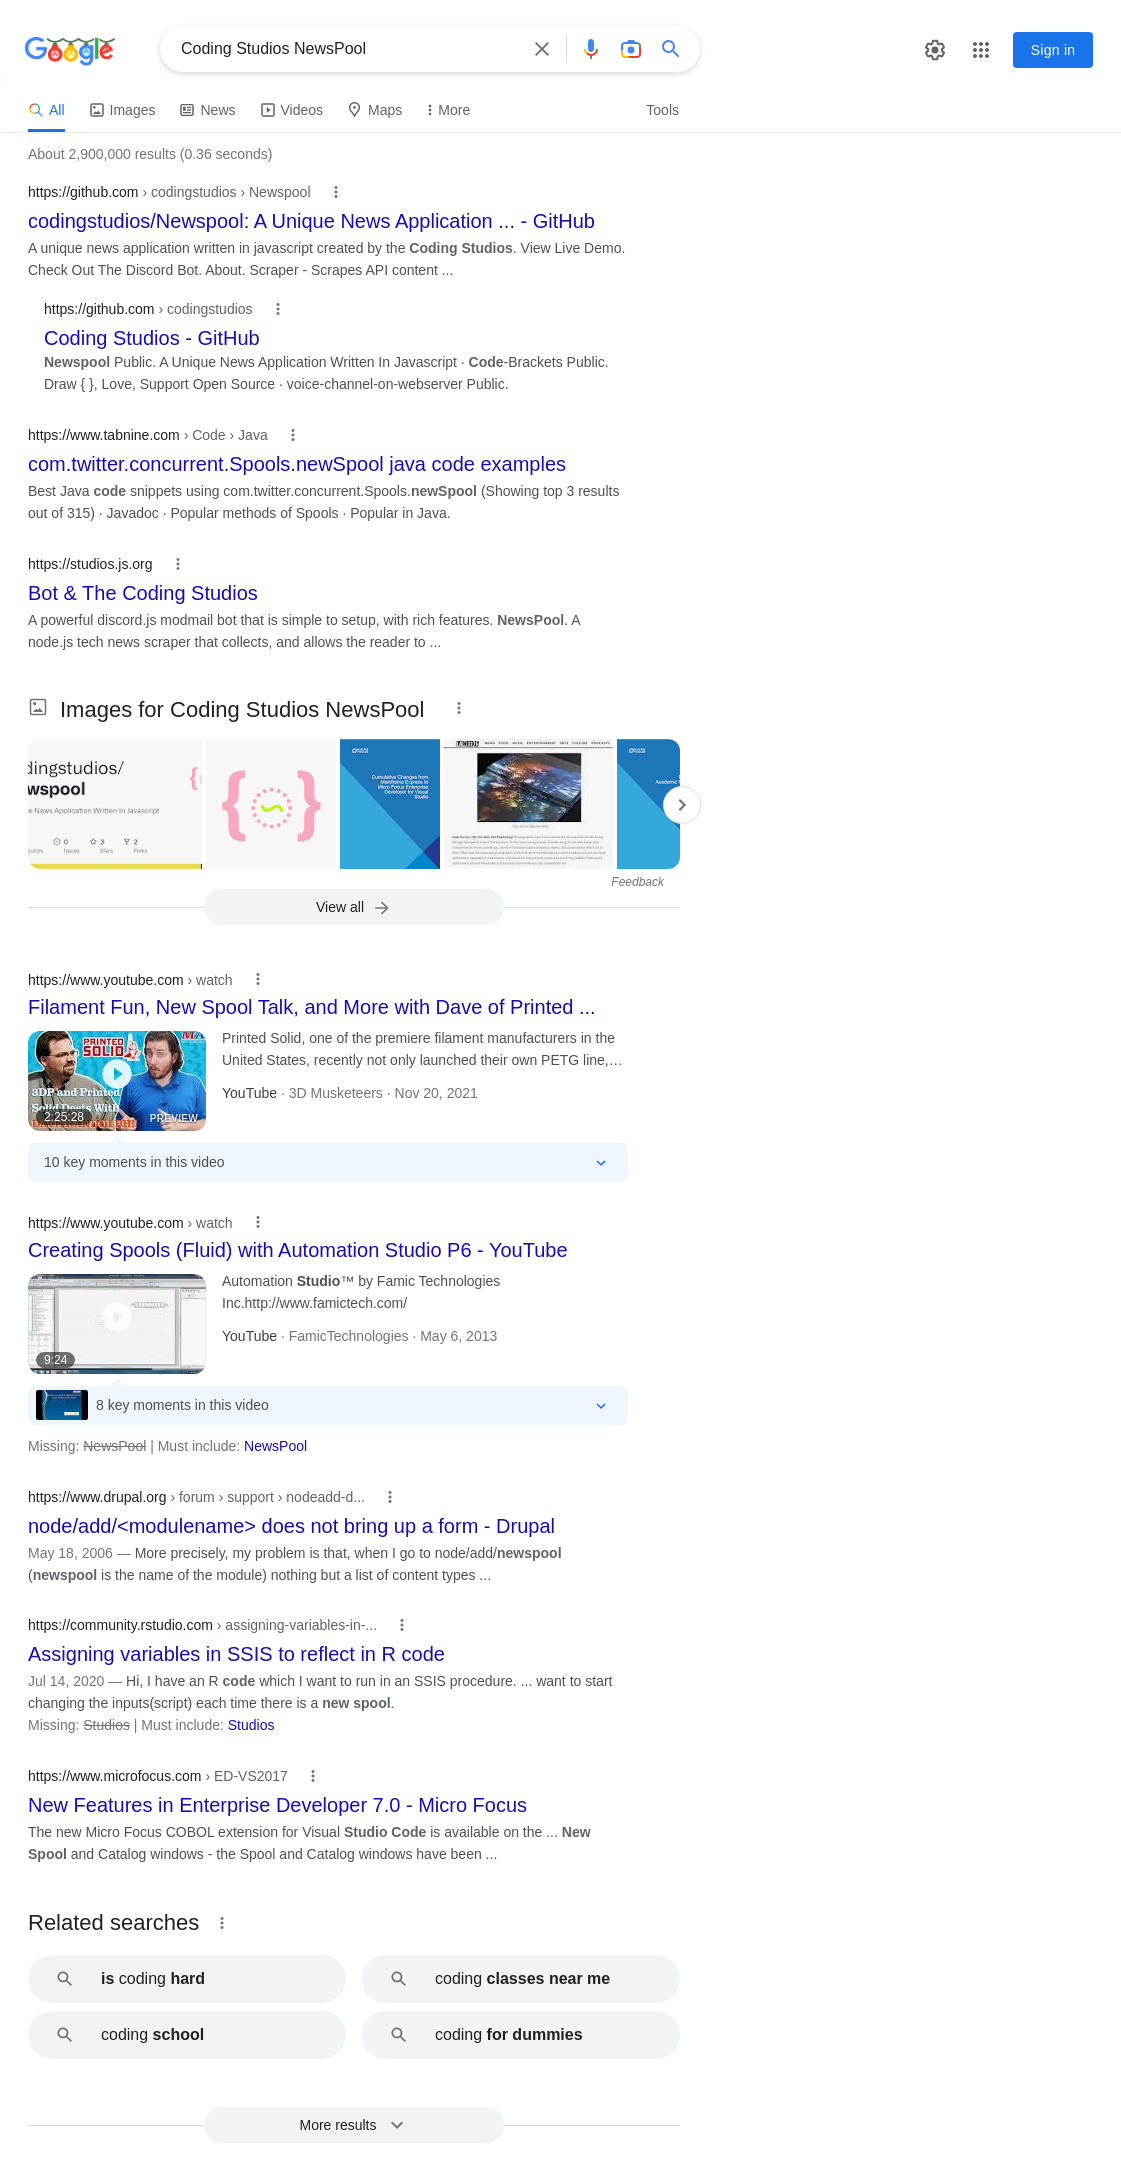 Google
Coding Studios NewsPool
Sign in
All
Images
News
Videos
Maps
More
Tools
About 2,900,000 results (0.36 seconds)
https://github.com › codingstudios › Newspool
codingstudios/Newspool: A Unique News Application ... - GitHub
A unique news application written in javascript created by the Coding Studios. View Live Demo.
Check Out The Discord Bot. About. Scraper - Scrapes API content ...
https://github.com › codingstudios
Coding Studios - GitHub
Newspool Public. A Unique News Application Written In Javascript · Code-Brackets Public.
Draw { }, Love, Support Open Source · voice-channel-on-webserver Public.
https://www.tabnine.com › Code › Java
com.twitter.concurrent.Spools.newSpool java code examples
Best Java code snippets using com.twitter.concurrent.Spools.newSpool (Showing top 3 results
out of 315) · Javadoc · Popular methods of Spools · Popular in Java.
https://studios.js.org
Bot & The Coding Studios
A powerful discord.js modmail bot that is simple to setup, with rich features. NewsPool. A
node.js tech news scraper that collects, and allows the reader to ...
Images for Coding Studios NewsPool
dingstudios/
wspool
e News Application Written In Javascript
0
3
2
Issues
Stars
Forks
Cumulative Changes from
Mainframe Express to
Micro Focus Enterprise
Developer for Visual
Studio
Feedback
View all
https://www.youtube.com › watch
Filament Fun, New Spool Talk, and More with Dave of Printed ...
PRINTED
SOLID
3DP and Printed
Solid Deets With
2:25:28
PREVIEW
Printed Solid, one of the premiere filament manufacturers in the
United States, recently not only launched their own PETG line,…
YouTube · 3D Musketeers · Nov 20, 2021
10 key moments in this video
https://www.youtube.com › watch
Creating Spools (Fluid) with Automation Studio P6 - YouTube
9:24
Automation Studio™ by Famic Technologies
Inc.http://www.famictech.com/
YouTube · FamicTechnologies · May 6, 2013
8 key moments in this video
Missing: NewsPool | Must include: NewsPool
https://www.drupal.org › forum › support › nodeadd-d...
node/add/<modulename> does not bring up a form - Drupal
May 18, 2006 — More precisely, my problem is that, when I go to node/add/newspool
(newspool is the name of the module) nothing but a list of content types ...
https://community.rstudio.com › assigning-variables-in-...
Assigning variables in SSIS to reflect in R code
Jul 14, 2020 — Hi, I have an R code which I want to run in an SSIS procedure. ... want to start
changing the inputs(script) each time there is a new spool.
Missing: Studios | Must include: Studios
https://www.microfocus.com › ED-VS2017
New Features in Enterprise Developer 7.0 - Micro Focus
The new Micro Focus COBOL extension for Visual Studio Code is available on the ... New
Spool and Catalog windows - the Spool and Catalog windows have been ...
Related searches
is coding hard
coding classes near me
coding school
coding for dummies
More results